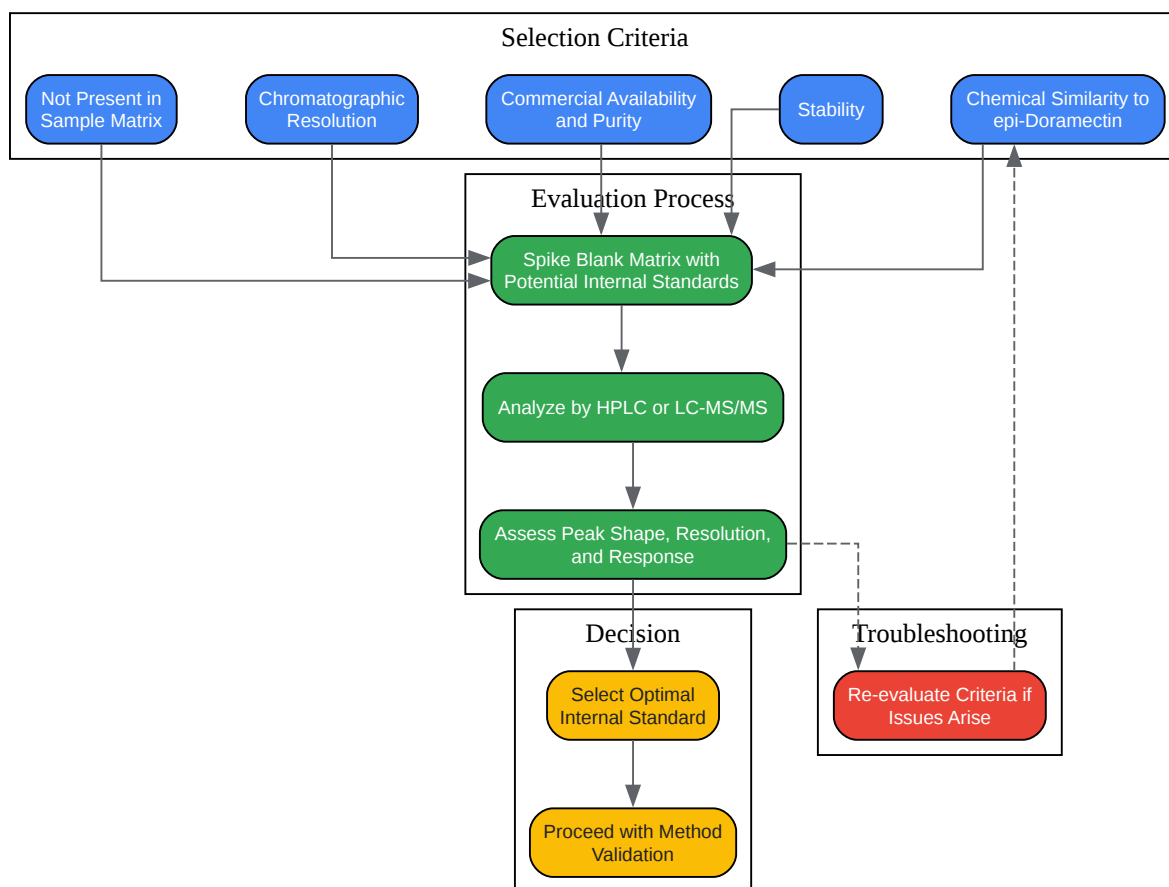 Selection Criteria
Not Present in
Sample Matrix
Chromatographic
Resolution
Commercial Availability
and Purity
Stability
Chemical Similarity to
epi-Doramectin
Evaluation Process
Spike Blank Matrix with
Potential Internal Standards
Analyze by HPLC or LC-MS/MS
Assess Peak Shape, Resolution,
and Response
Decision
Select Optimal
Internal Standard
Proceed with Method
Validation
Troubleshooting
Re-evaluate Criteria if
Issues Arise